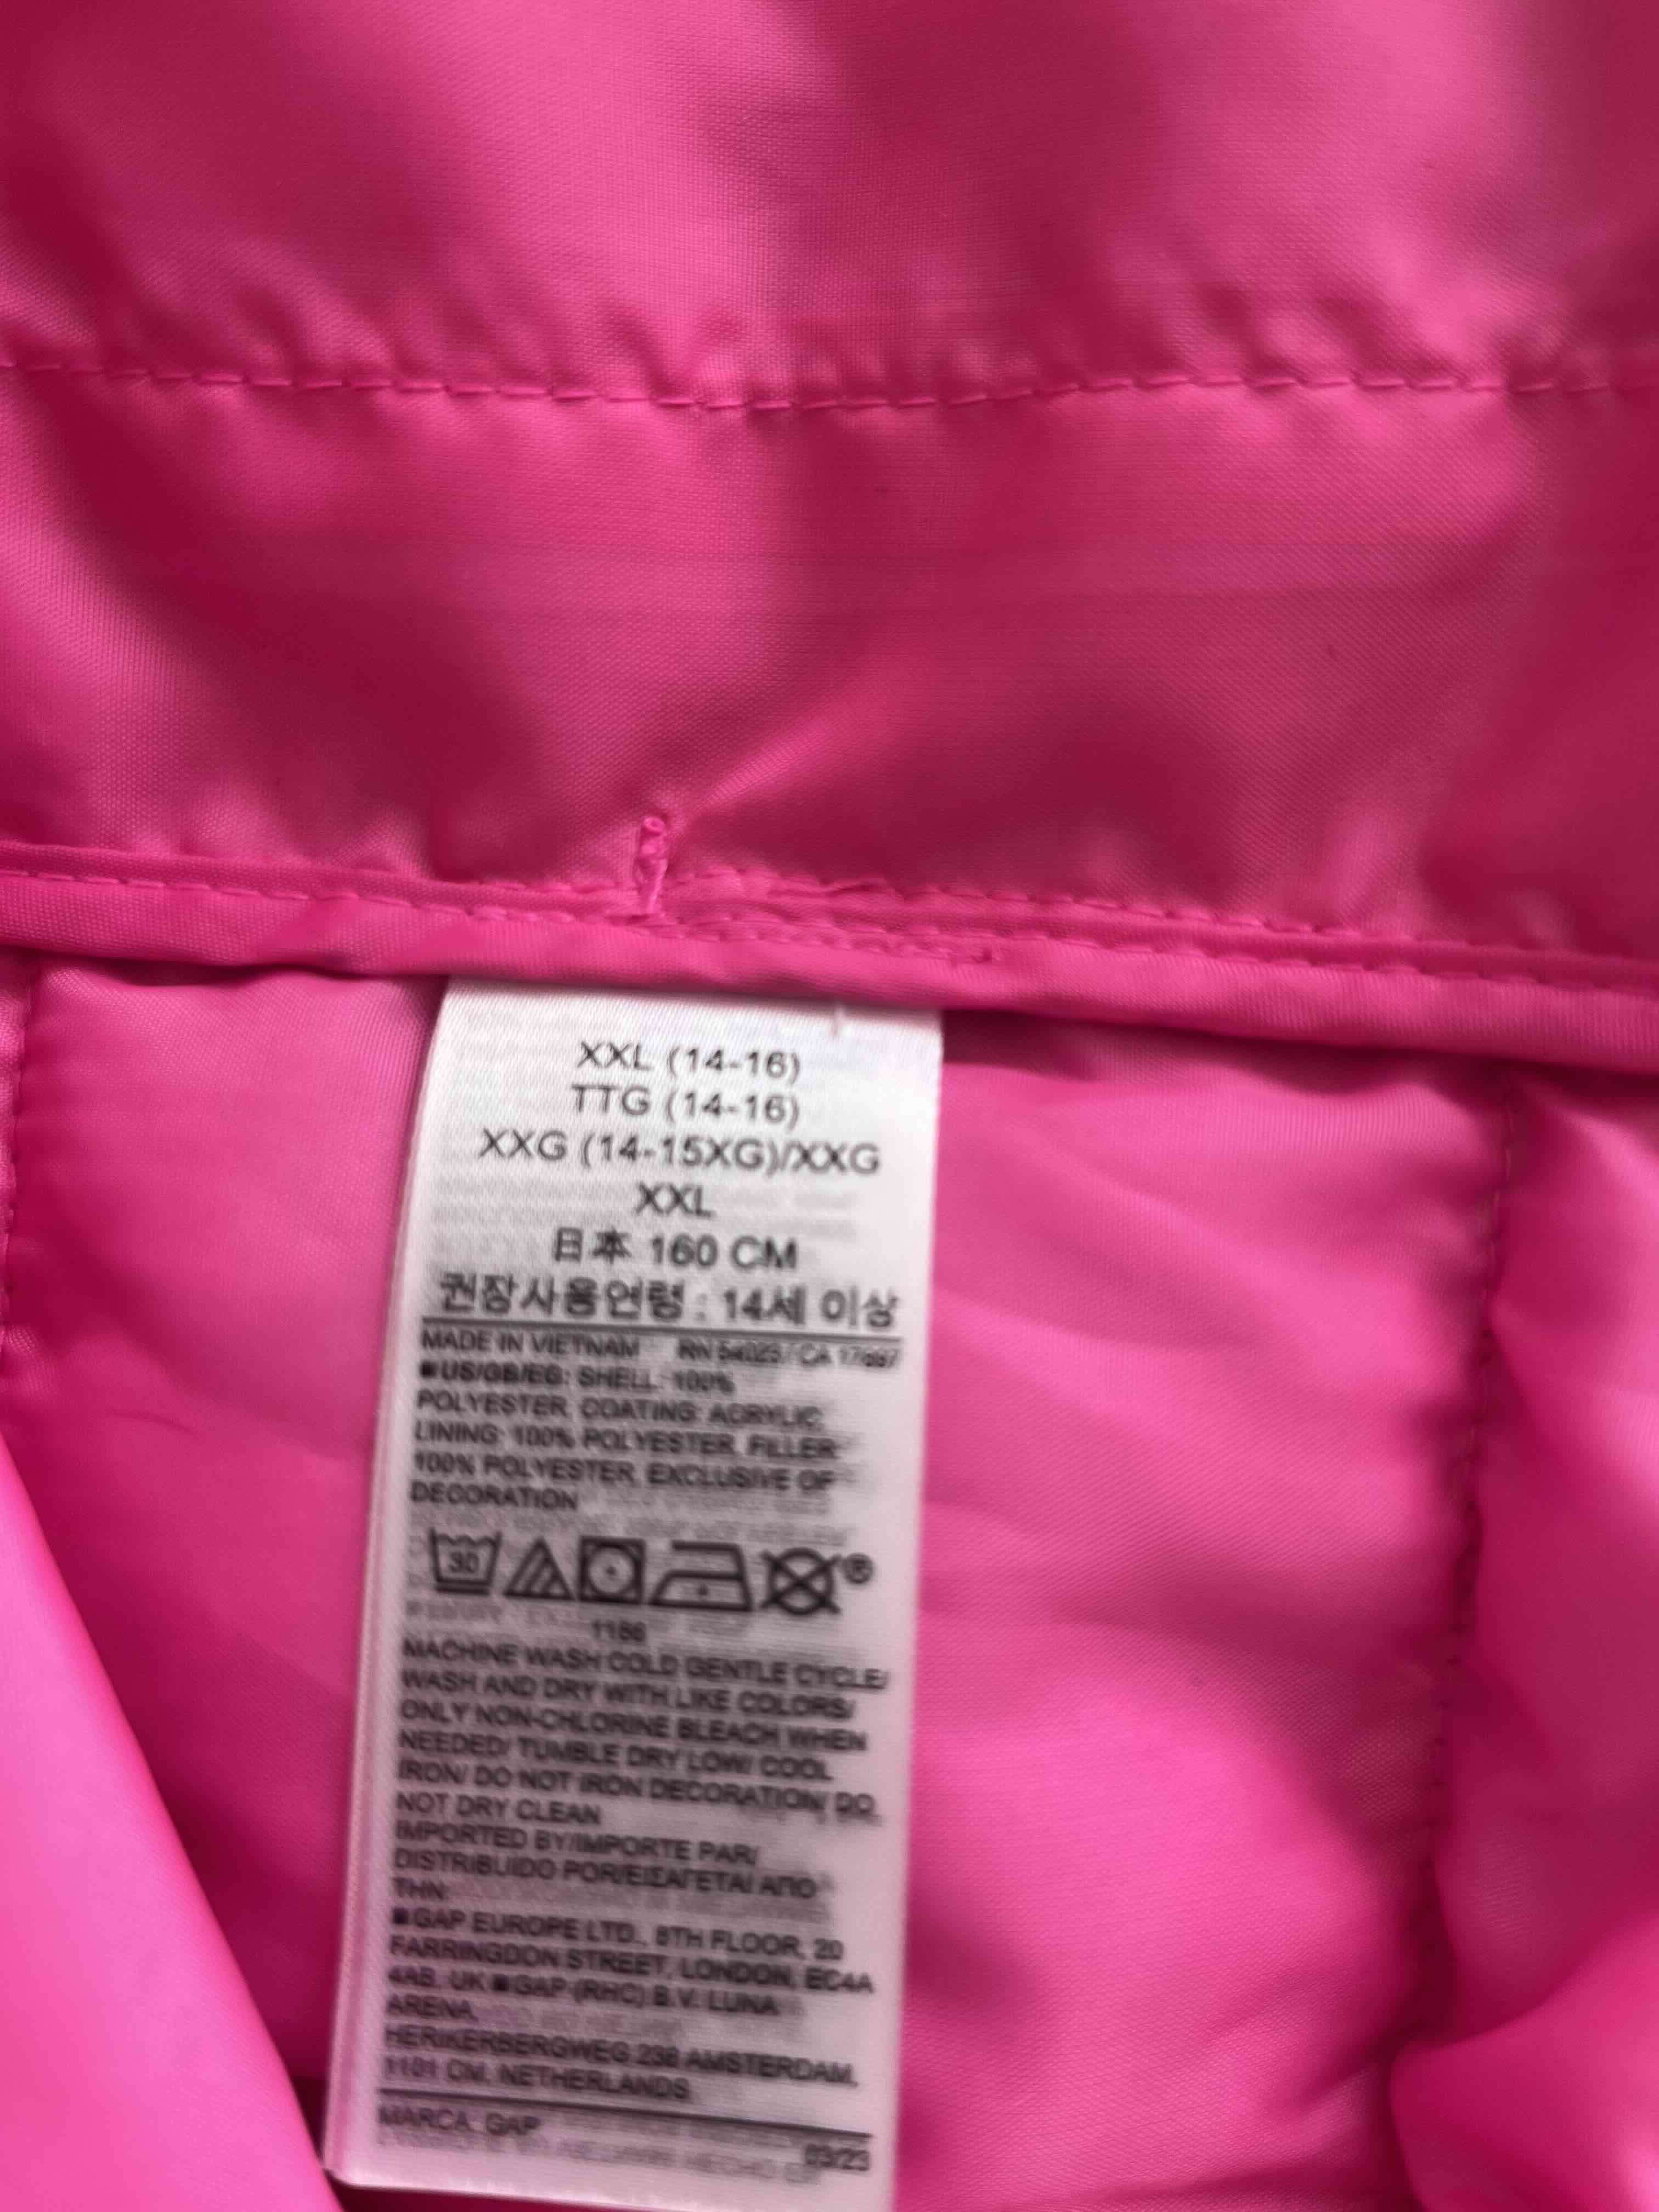 XXL (14-16)
TTG (14-16)
XXG (14-15XG)/XXG
XXL
日本 160 CM
권장사용연령 : 14세 이상
MADE IN VIETNAM RN 54023 / CA 17897
■US/GB/EG: SHELL: 100%
POLYESTER, COATING: ACRYLIC,
LINING: 100% POLYESTER, FILLER:
100% POLYESTER, EXCLUSIVE OF
DECORATION
30
®
1186
MACHINE WASH COLD GENTLE CYCLE/
WASH AND DRY WITH LIKE COLORS/
ONLY NON-CHLORINE BLEACH WHEN
NEEDED/ TUMBLE DRY LOW/ COOL
IRON/ DO NOT IRON DECORATION/ DO
NOT DRY CLEAN
IMPORTED BY/IMPORTE PAR/
DISTRIBUIDO POR/ΕΙΣΑΓΕΤΑΙ ΑΠΟ
ΤΗΝ:
■GAP EUROPE LTD., 8TH FLOOR, 20
FARRINGDON STREET, LONDON, EC4A
4AB, UK ■GAP (RHC) B.V. LUNA
ARENA,
HERIKERBERGWEG 238 AMSTERDAM,
1101 CM, NETHERLANDS
MARCA: GAP
03/23